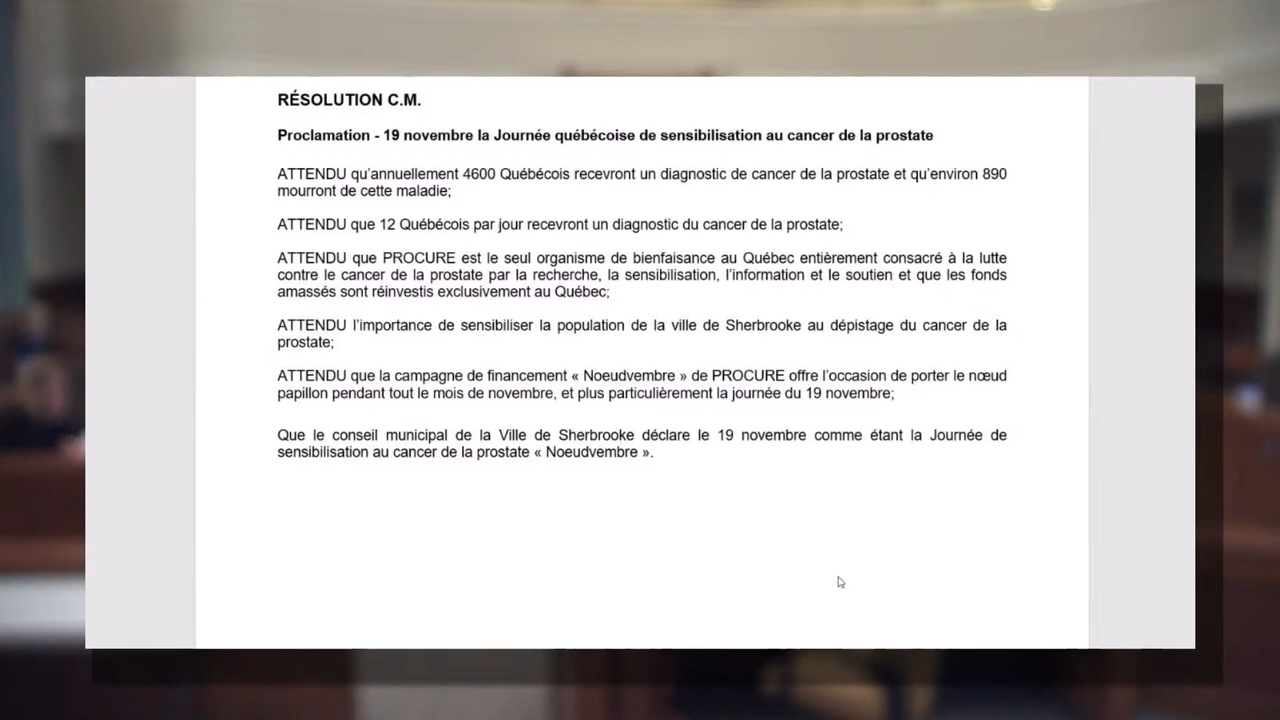 RÉSOLUTION C.M.
Proclamation - 19 novembre la Journée québécoise de sensibilisation au cancer de la prostate
ATTENDU qu'annuellement 4600 Québécois recevront un diagnostic de cancer de la prostate et qu'environ 890
mourront de cette maladie;
ATTENDU que 12 Québécois par jour recevront un diagnostic du cancer de la prostate;
ATTENDU que PROCURE est le seul organisme de bienfaisance au Québec entièrement consacré à la lutte
contre le cancer de la prostate par la recherche, la sensibilisation, l'information et le soutien et que les fonds
amassés sont réinvestis exclusivement au Québec;
ATTENDU l'importance de sensibiliser la population de la ville de Sherbrooke au dépistage du cancer de la
prostate;
ATTENDU que la campagne de financement « Noeudvembre » de PROCURE offre l'occasion de porter le nœud
papillon pendant tout le mois de novembre, et plus particulièrement la journée du 19 novembre;
Que le conseil municipal de la Ville de Sherbrooke déclare le 19 novembre comme étant la Journée de
sensibilisation au cancer de la prostate « Noeudvembre ».